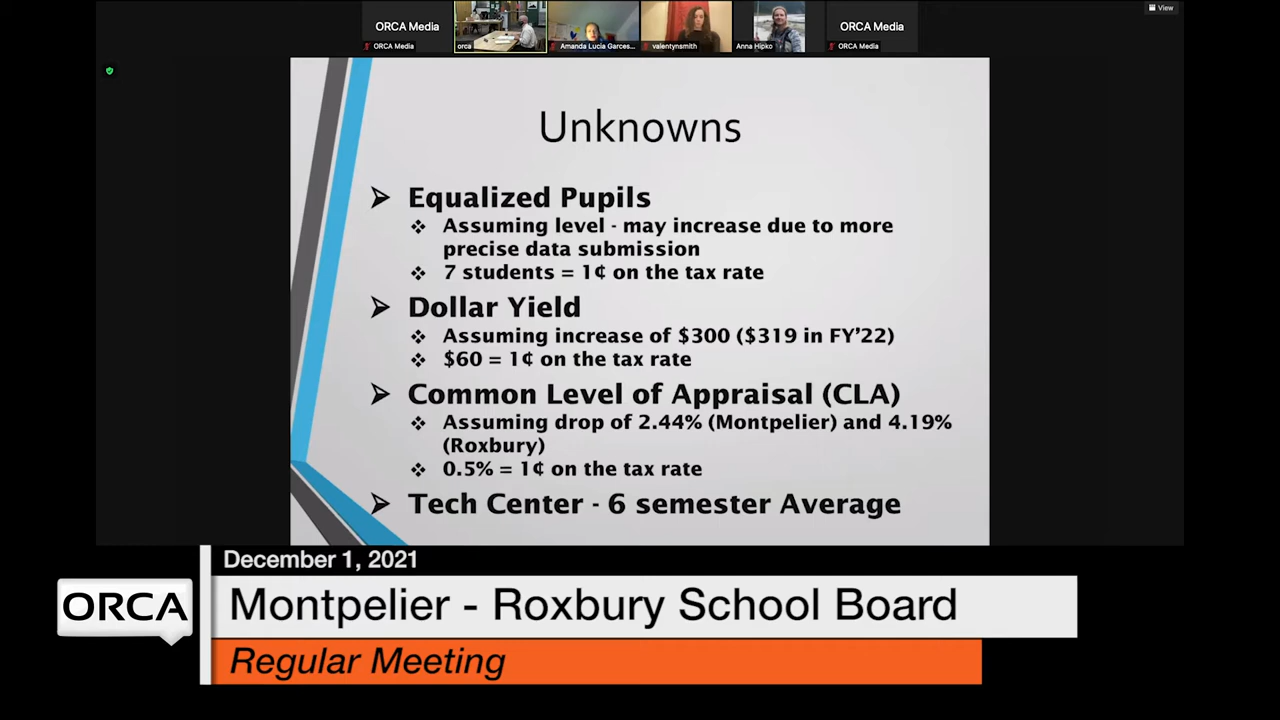 View
ORCA Media
ORCA Media
ORCA Media
orca
Amanda Lucia Garces...
valentynsmith
Anna Hipko
ORCA Media
Unknowns
Equalized Pupils
Assuming level - may increase due to more
precise data submission
7 students = 1¢ on the tax rate
Dollar Yield
Assuming increase of $300 ($319 in FY’22)
$60 = 1¢ on the tax rate
Common Level of Appraisal (CLA)
Assuming drop of 2.44% (Montpelier) and 4.19%
(Roxbury)
0.5% = 1¢ on the tax rate
Tech Center - 6 semester Average
December 1, 2021
ORCA
Montpelier - Roxbury School Board
Regular Meeting